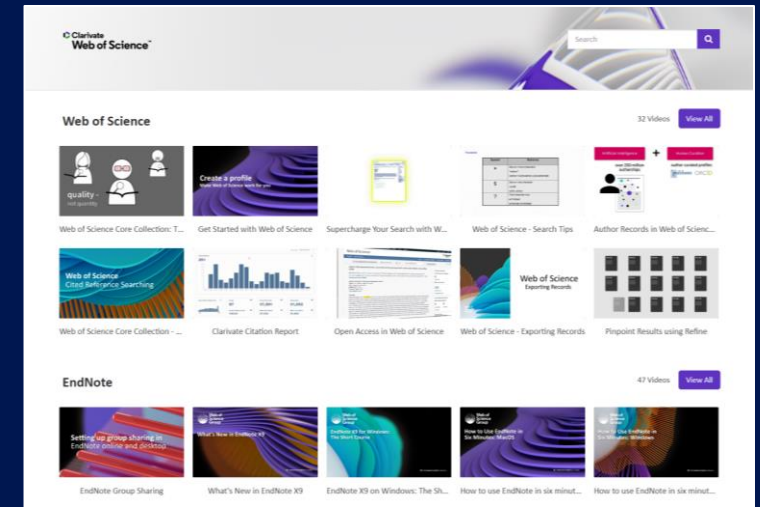 Clarivate
Web of Science™
Search
Web of Science
32 Videos
View All
quality -
not quantity
Create a profile
Make Web of Science work for you
Web of Science Core Collection: T...
Get Started with Web of Science
Supercharge Your Search with W...
Web of Science - Search Tips
Author Records in Web of Scienc...
Web of Science
Cited Reference Searching
Web of Science
Exporting Records
Web of Science Core Collection - ...
Clarivate Citation Report
Open Access in Web of Science
Web of Science - Exporting Records
Pinpoint Results using Refine
EndNote
47 Videos
View All
Setting up group sharing in
EndNote online and desktop
What's New in EndNote X9
EndNote X9 for Windows:
The Short Course
How to Use EndNote in
Six Minutes: MacOS
How to Use EndNote in
Six Minutes: Windows
EndNote Group Sharing
What's New in EndNote X9
EndNote X9 on Windows: The Sh...
How to use EndNote in six minut...
How to use EndNote in six minut...